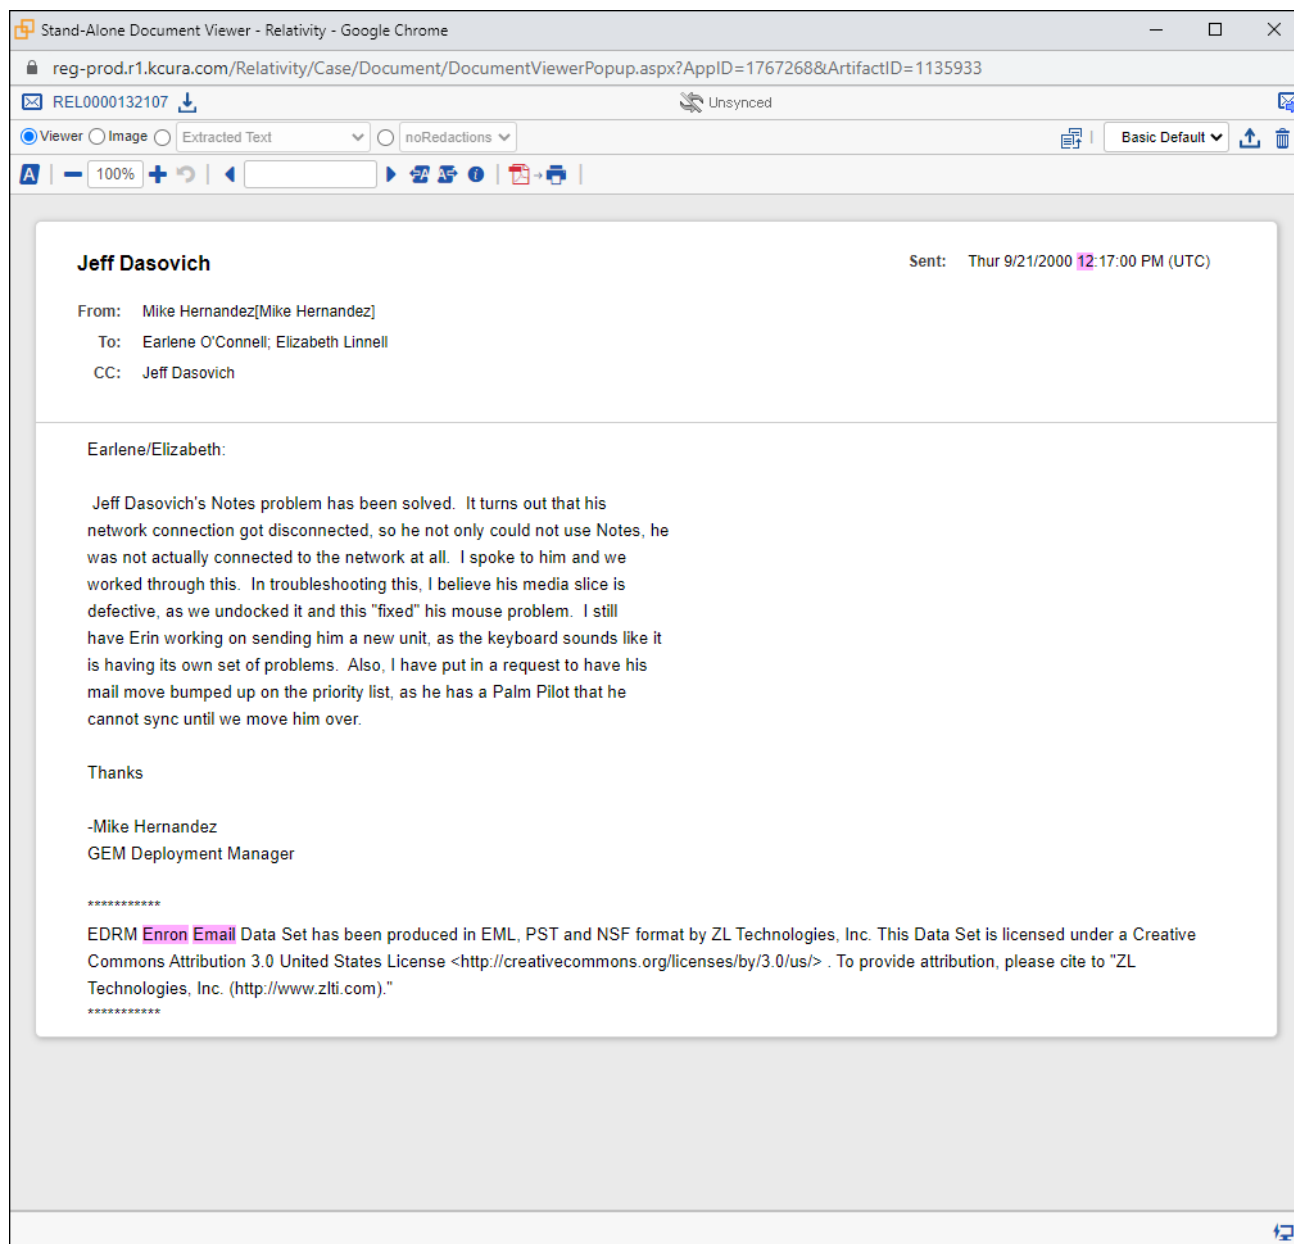 Stand-Alone Document Viewer - Relativity - Google Chrome
reg-prod.r1.kcura.com/Relativity/Case/Document/DocumentViewerPopup.aspx?AppID=1767268&ArtifactID=1135933
REL0000132107 Unsynced
Viewer Image Extracted Text noRedactions Basic Default
A 100%
Jeff Dasovich Sent: Thur 9/21/2000 12:17:00 PM (UTC)
From: Mike Hernandez[Mike Hernandez]
To: Earlene O'Connell; Elizabeth Linnell
CC: Jeff Dasovich
Earlene/Elizabeth:
Jeff Dasovich's Notes problem has been solved. It turns out that his
network connection got disconnected, so he not only could not use Notes, he
was not actually connected to the network at all. I spoke to him and we
worked through this. In troubleshooting this, I believe his media slice is
defective, as we undocked it and this "fixed" his mouse problem. I still
have Erin working on sending him a new unit, as the keyboard sounds like it
is having its own set of problems. Also, I have put in a request to have his
mail move bumped up on the priority list, as he has a Palm Pilot that he
cannot sync until we move him over.
Thanks
-Mike Hernandez
GEM Deployment Manager
***********
EDRM Enron Email Data Set has been produced in EML, PST and NSF format by ZL Technologies, Inc. This Data Set is licensed under a Creative
Commons Attribution 3.0 United States License <http://creativecommons.org/licenses/by/3.0/us/> . To provide attribution, please cite to "ZL
Technologies, Inc. (http://www.zlti.com)."
***********